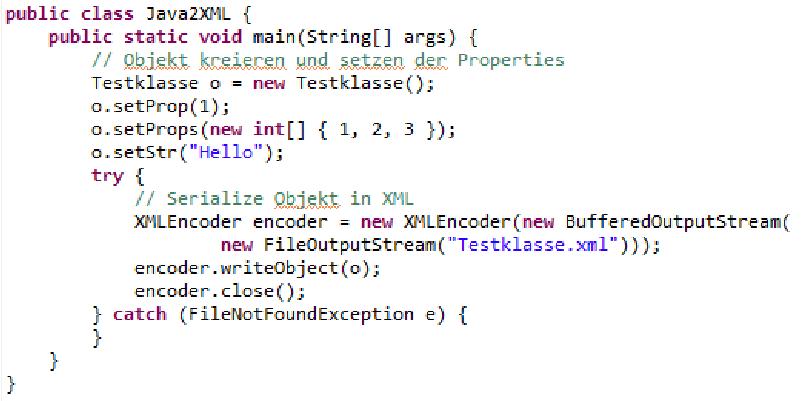 public class Java2XML {
    public static void main(String[] args) {
        // Objekt kreieren und setzen der Properties
        Testklasse o = new Testklasse();
        o.setProp(1);
        o.setProps(new int[] { 1, 2, 3 });
        o.setStr("Hello");
        try {
            // Serialize Objekt in XML
            XMLEncoder encoder = new XMLEncoder(new BufferedOutputStream(
                    new FileOutputStream("Testklasse.xml")));
            encoder.writeObject(o);
            encoder.close();
        } catch (FileNotFoundException e) {
        }
    }
}